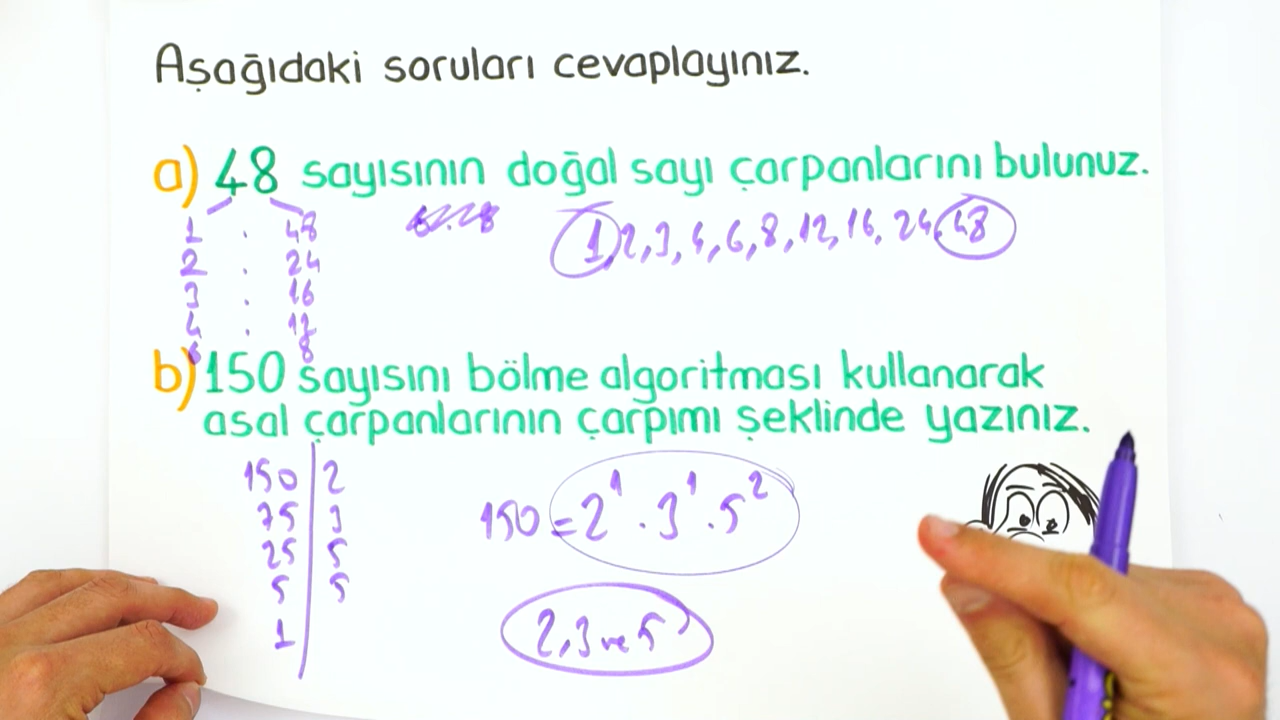 Aşağıdaki soruları cevaplayınız.
a) 48 sayısının doğal sayı çarpanlarını bulunuz.
1 . 48
1, 2, 3, 4, 6, 8, 12, 16, 24, 48
2 . 24
3 . 16
4 . 12
6 8
b) 150 sayısını bölme algoritması kullanarak
asal çarpanlarının çarpımı şeklinde yazınız.
150 | 2
75 | 3
25 | 5
5 | 5
1
150 = 2¹ . 3¹ . 5²
2, 3 ve 5